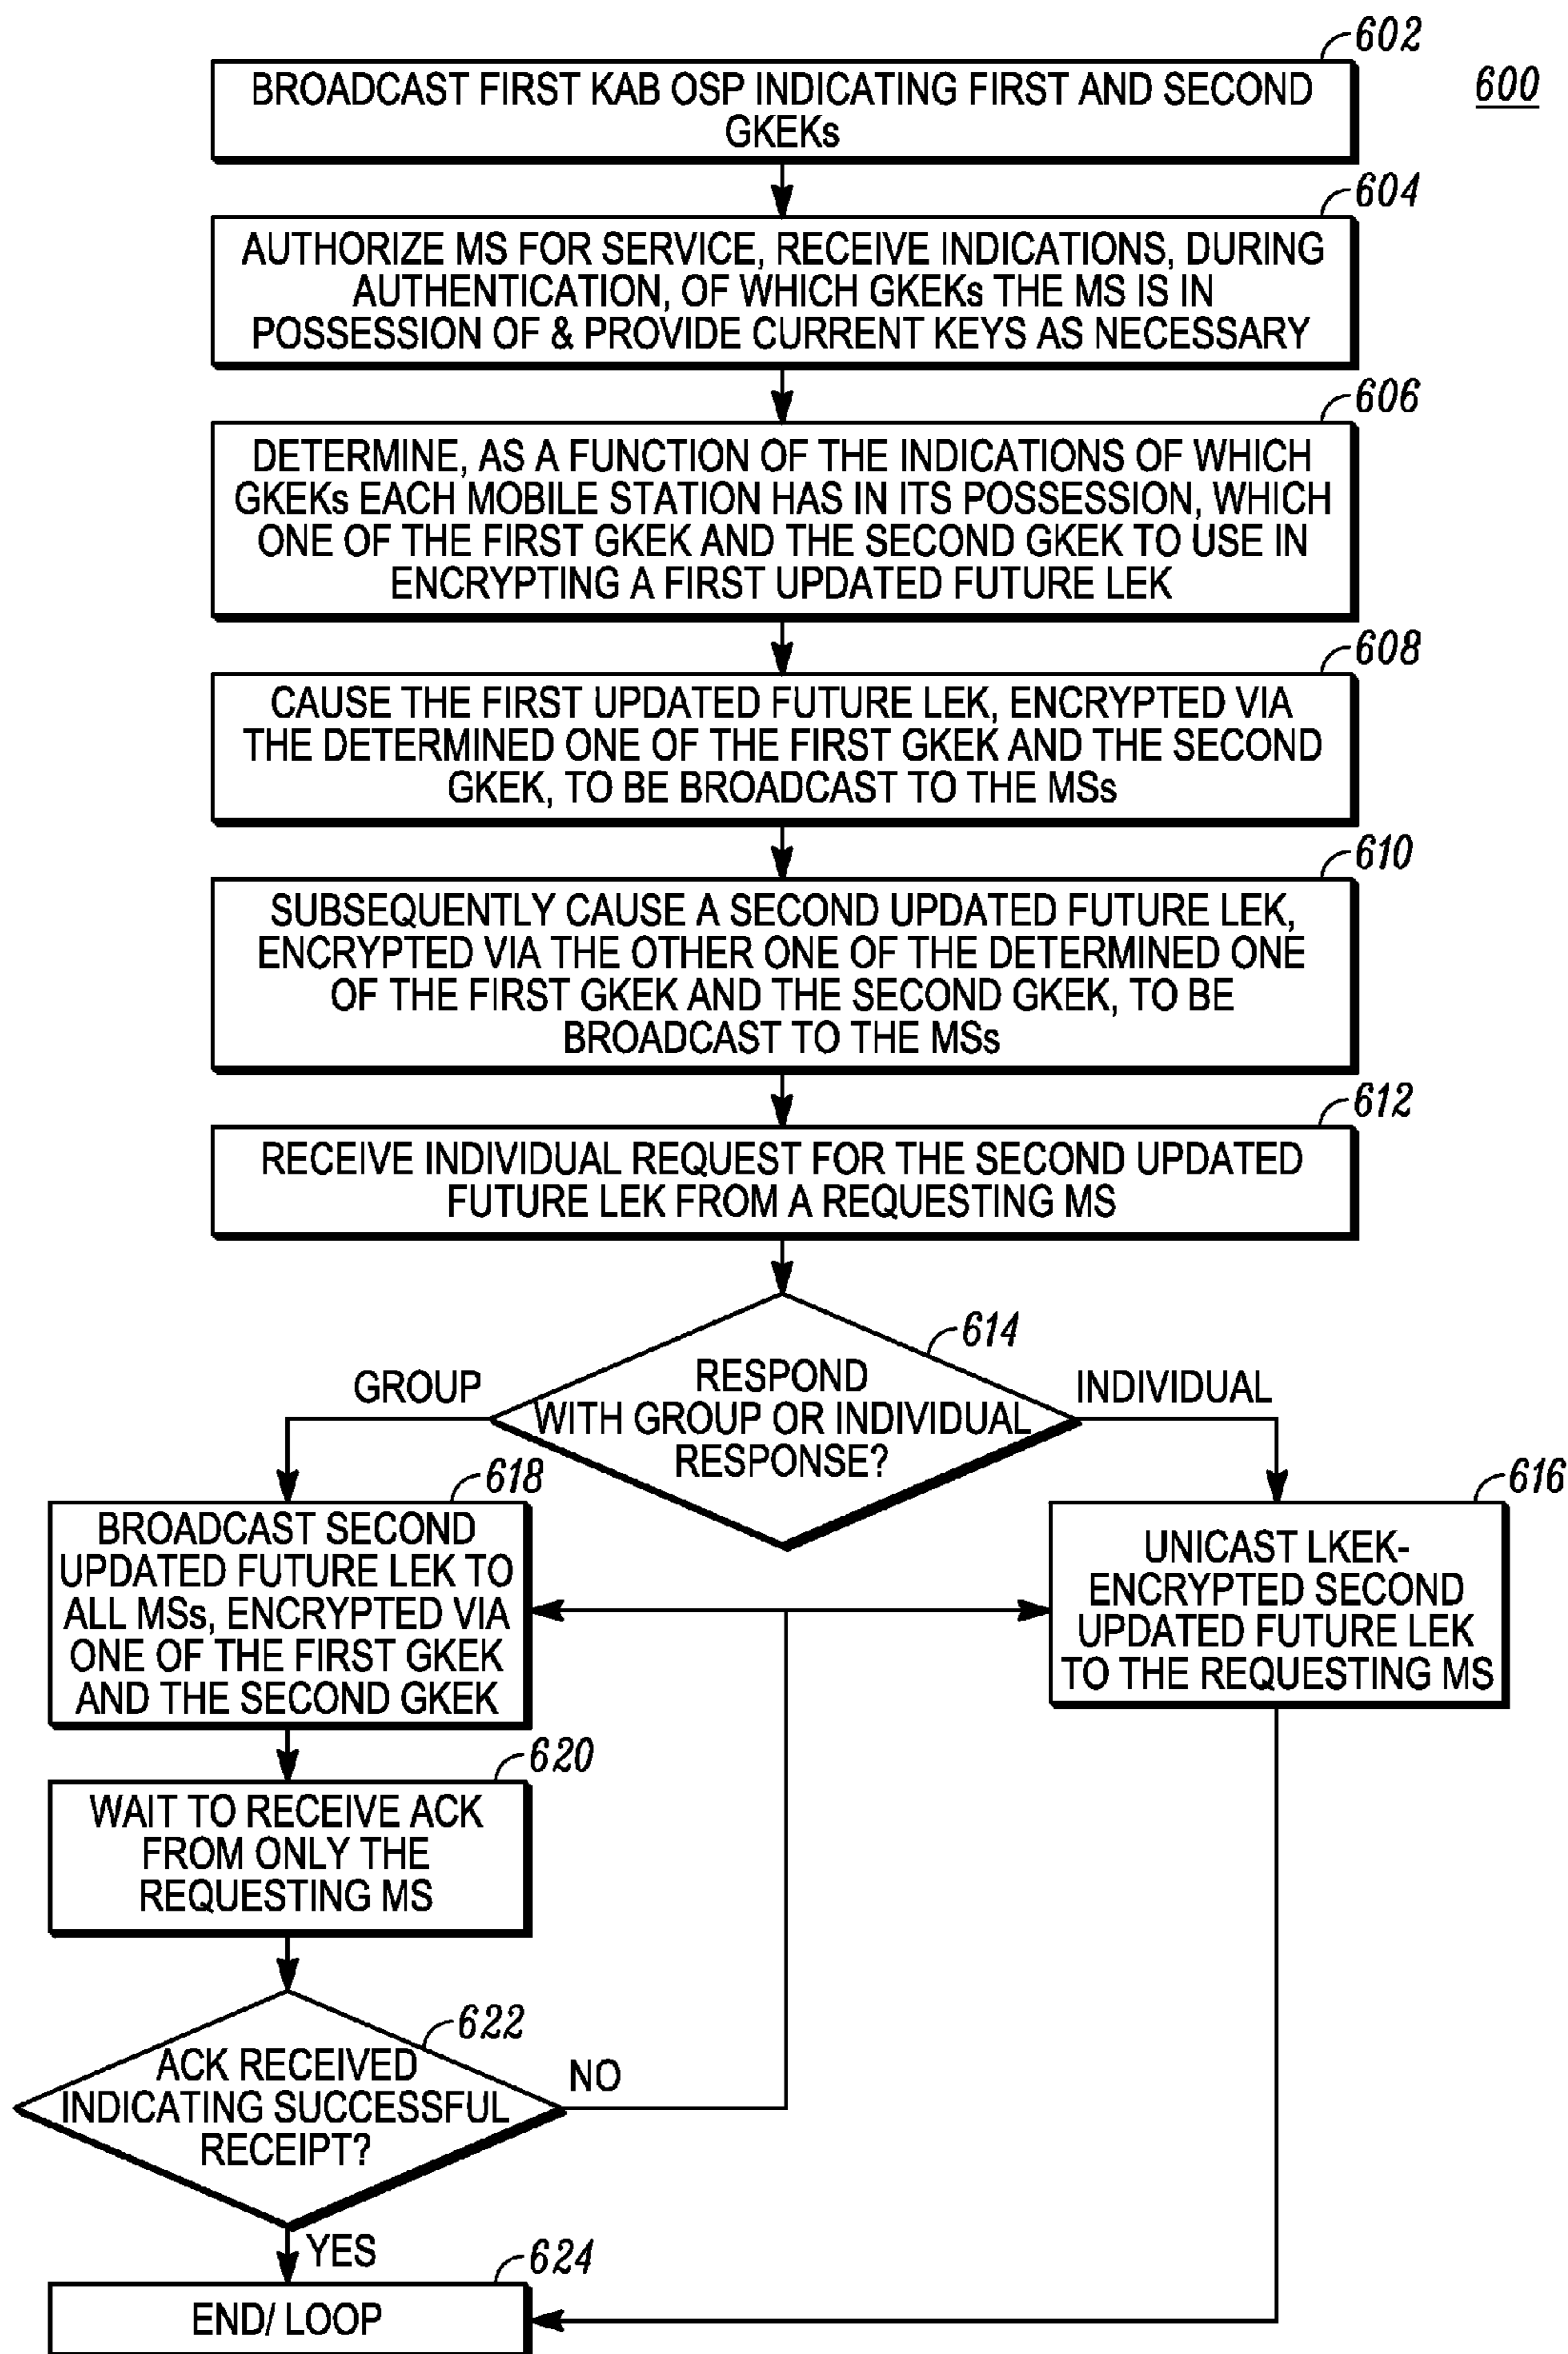 602
600
BROADCAST FIRST KAB OSP INDICATING FIRST AND SECOND
GKEKs
604
AUTHORIZE MS FOR SERVICE, RECEIVE INDICATIONS, DURING
AUTHENTICATION, OF WHICH GKEKs THE MS IS IN
POSSESSION OF & PROVIDE CURRENT KEYS AS NECESSARY
606
DETERMINE, AS A FUNCTION OF THE INDICATIONS OF WHICH
GKEKs EACH MOBILE STATION HAS IN ITS POSSESSION, WHICH
ONE OF THE FIRST GKEK AND THE SECOND GKEK TO USE IN
ENCRYPTING A FIRST UPDATED FUTURE LEK
608
CAUSE THE FIRST UPDATED FUTURE LEK, ENCRYPTED VIA
THE DETERMINED ONE OF THE FIRST GKEK AND THE SECOND
GKEK, TO BE BROADCAST TO THE MSs
610
SUBSEQUENTLY CAUSE A SECOND UPDATED FUTURE LEK,
ENCRYPTED VIA THE OTHER ONE OF THE DETERMINED ONE
OF THE FIRST GKEK AND THE SECOND GKEK, TO BE
BROADCAST TO THE MSs
612
RECEIVE INDIVIDUAL REQUEST FOR THE SECOND UPDATED
FUTURE LEK FROM A REQUESTING MS
614
RESPOND
WITH GROUP OR INDIVIDUAL
RESPONSE?
GROUP
INDIVIDUAL
618
BROADCAST SECOND
UPDATED FUTURE LEK TO
ALL MSs, ENCRYPTED VIA
ONE OF THE FIRST GKEK
AND THE SECOND GKEK
616
UNICAST LKEK-
ENCRYPTED SECOND
UPDATED FUTURE LEK
TO THE REQUESTING MS
620
WAIT TO RECEIVE ACK
FROM ONLY THE
REQUESTING MS
622
ACK RECEIVED
INDICATING SUCCESSFUL
RECEIPT?
NO
YES
624
END/ LOOP